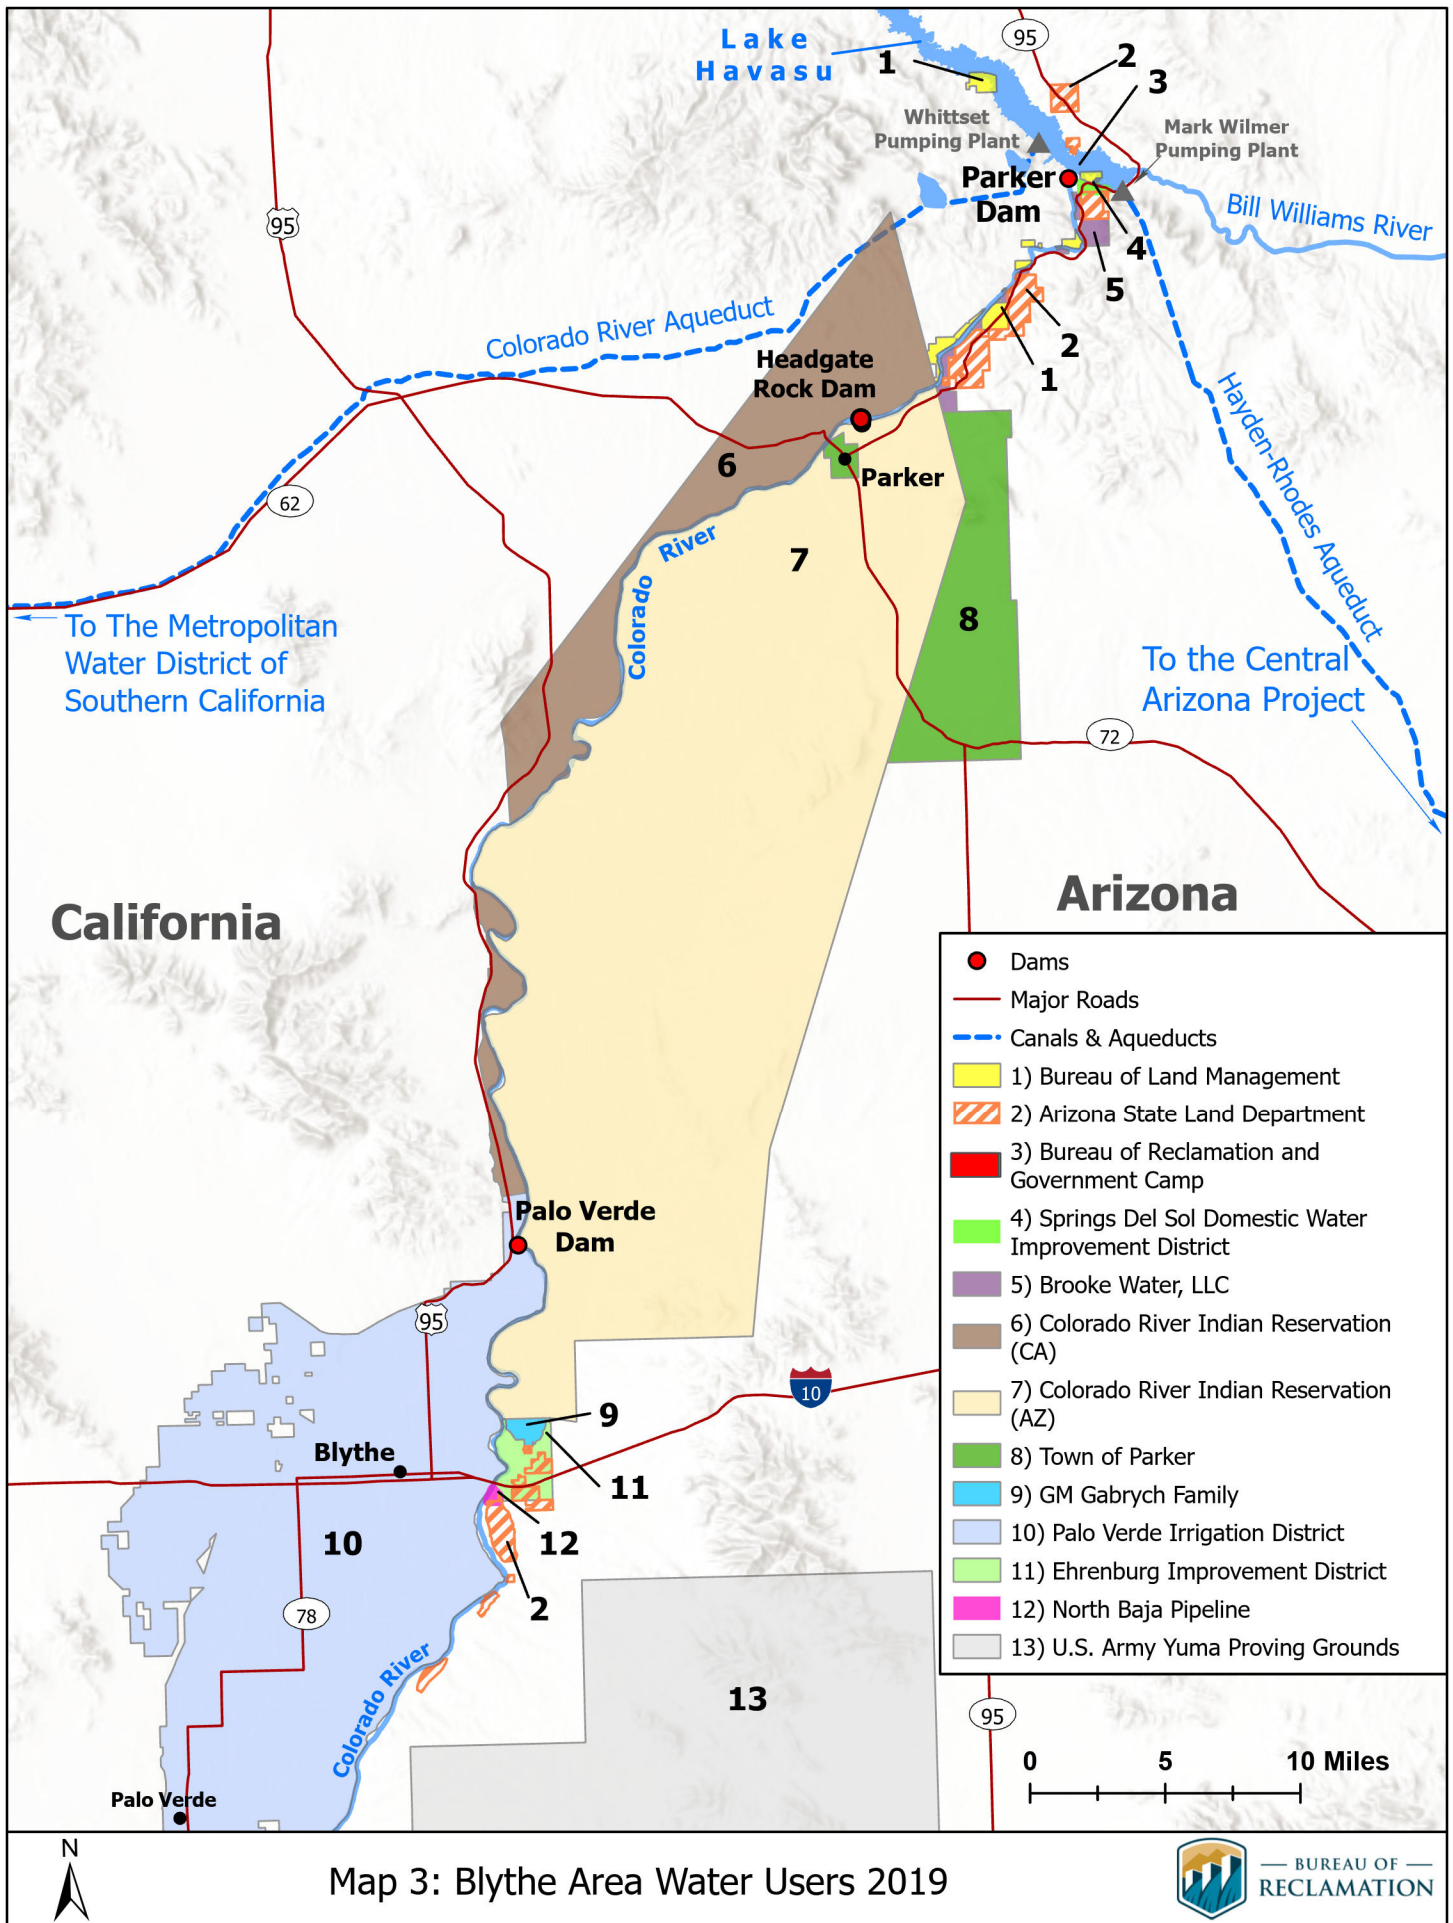 Lake
Havasu
1
95
2
3
Whittset
Pumping Plant
Mark Wilmer
Pumping Plant
Parker
Dam
Bill Williams River
95
4
5
Colorado River Aqueduct
2
Headgate
Rock Dam
1
Hayden-Rhodes Aqueduct
6
Parker
62
Colorado River
7
8
To The Metropolitan
Water District of
Southern California
To the Central
Arizona Project
72
California
Arizona
Dams
Major Roads
Canals & Aqueducts
1) Bureau of Land Management
2) Arizona State Land Department
3) Bureau of Reclamation and
Government Camp
4) Springs Del Sol Domestic Water
Improvement District
5) Brooke Water, LLC
6) Colorado River Indian Reservation
(CA)
7) Colorado River Indian Reservation
(AZ)
8) Town of Parker
9) GM Gabrych Family
10) Palo Verde Irrigation District
11) Ehrenburg Improvement District
12) North Baja Pipeline
13) U.S. Army Yuma Proving Grounds
Palo Verde
Dam
95
10
9
Blythe
11
10
12
78
2
Colorado River
13
95
0 5 10 Miles
Palo Verde
N
Map 3: Blythe Area Water Users 2019
BUREAU OF
RECLAMATION